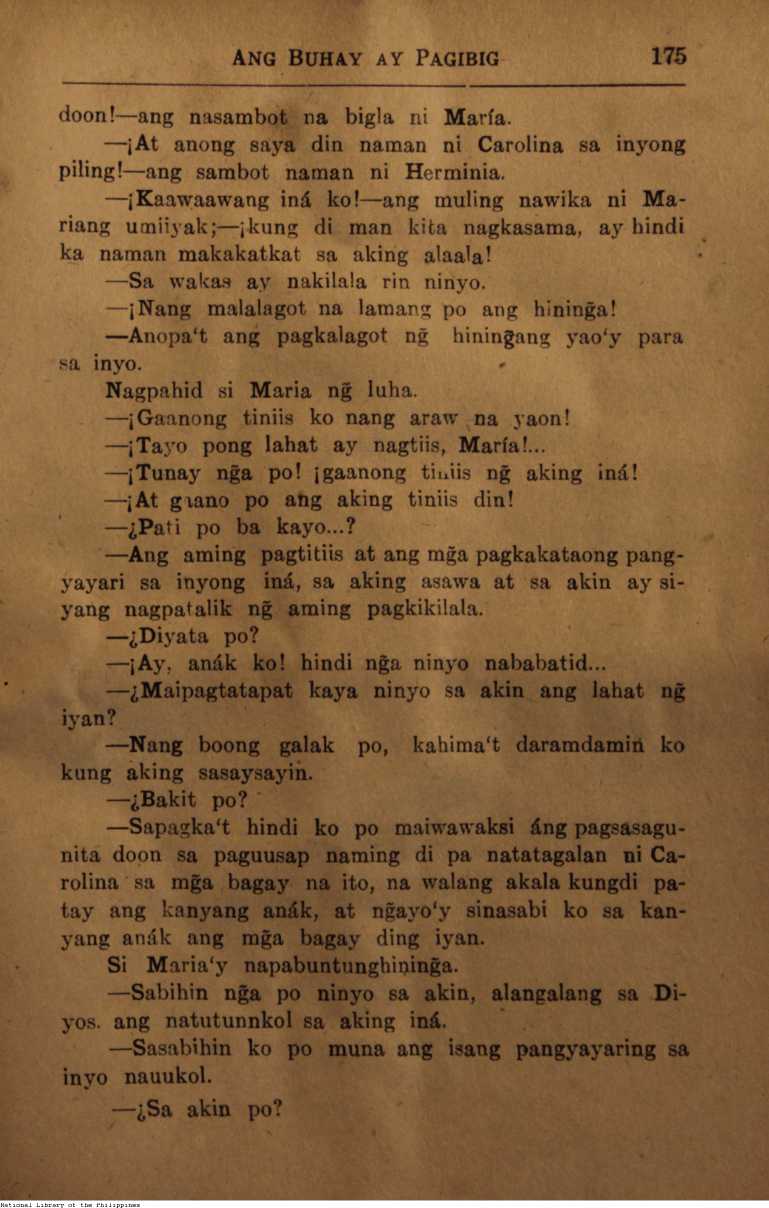 ANG BUHAY AY PAGIBIG 175
doon!—ang nasambot na bigla ni María.
—¡At anong saya din naman ni Carolina sa inyong
piling!—ang sambot naman ni Herminia.
—¡Kaawaawang iná ko!—ang muling nawika ni Ma-
riang umiiyak;—¡kung di man kita nagkasama, ay hindi
ka naman makakatkat sa aking alaala!
—Sa wakas ay nakilala rin ninyo.
—¡Nang malalagot na lamang po ang hiningã!
—Anopa‘t ang pagkalagot ng̃ hining̃ang yao‘y para
sa inyo.
Nagpahid si Maria ng̃ luha.
—¡Gaanong tiniis ko nang araw na yaon!
—¡Tayo pong lahat ay nagtiis, María!...
—¡Tunay ng̃a po! ¡gaanong tiniis ng̃ aking iná!
—¡At gaano po ang aking tiniis din!
—¿Pati po ba kayo...?
—Ang aming pagtitiis at ang mg̃a pagkakataong pang-
yayari sa inyong iná, sa aking asawa at sa akin ay si-
yang nagpatalik ng̃ aming pagkikilala.
—¿Diyata po?
—¡Ay, anák ko! hindi ng̃a ninyo nababatid...
—¿Maipagtatapat kaya ninyo sa akin ang lahat ng̃
iyan?
—Nang boong galak po, kahima‘t daramdamin ko
kung aking sasaysayin.
—¿Bakit po?
—Sapagka‘t hindi ko po maiwawaksi áng pagsasagu-
nita doon sa paguusap naming di pa natatagalan ni Ca-
rolina sa mg̃a bagay na ito, na walang akala kungdi pa-
tay ang kanyang anák, at ng̃ayo‘y sinasabi ko sa kan-
yang anák ang mg̃a bagay ding iyan.
Si Maria‘y napabuntunghining̃a.
—Sabihin ng̃a po ninyo sa akin, alangalang sa Di-
yos. ang natutunnkol sa aking iná.
—Sasabihin ko po muna ang isang pangyayaring sa
inyo nauukol.
—¿Sa akin po?
National Library of the Philippines